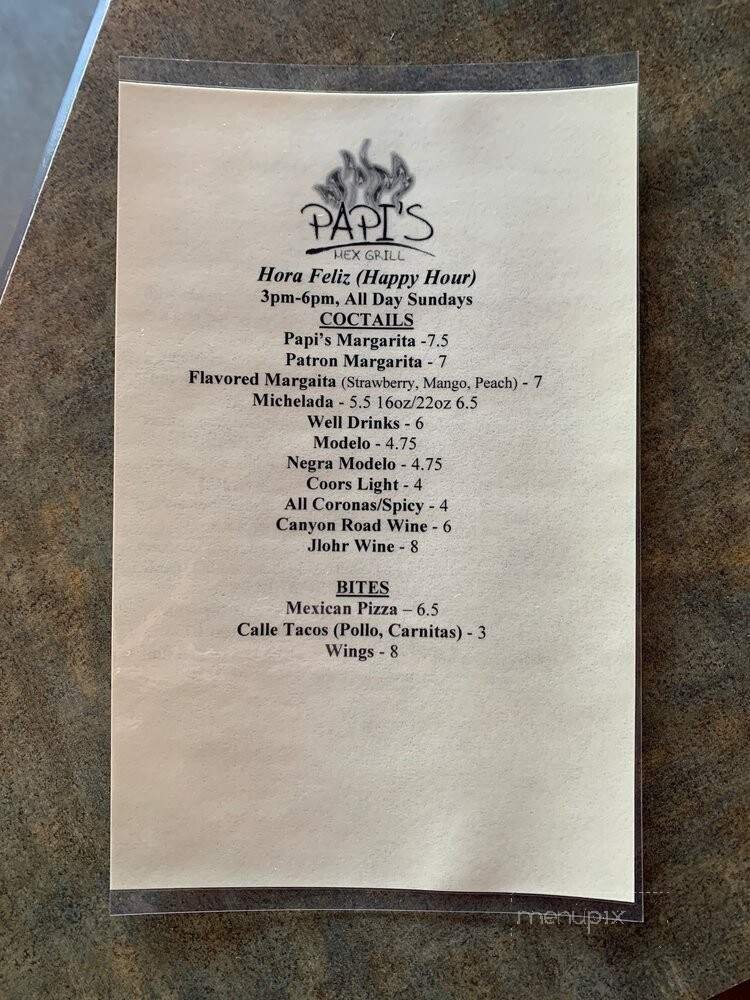 PAPI'S
MEX GRILL
Hora Feliz (Happy Hour)
3pm-6pm, All Day Sundays
COCTAILS
Papi's Margarita -7.5
Patron Margarita - 7
Flavored Margaita (Strawberry, Mango, Peach) - 7
Michelada - 5.5 16oz/22oz 6.5
Well Drinks - 6
Modelo - 4.75
Negra Modelo - 4.75
Coors Light - 4
All Coronas/Spicy - 4
Canyon Road Wine - 6
Jlohr Wine - 8
BITES
Mexican Pizza – 6.5
Calle Tacos (Pollo, Carnitas) - 3
Wings - 8
menupix